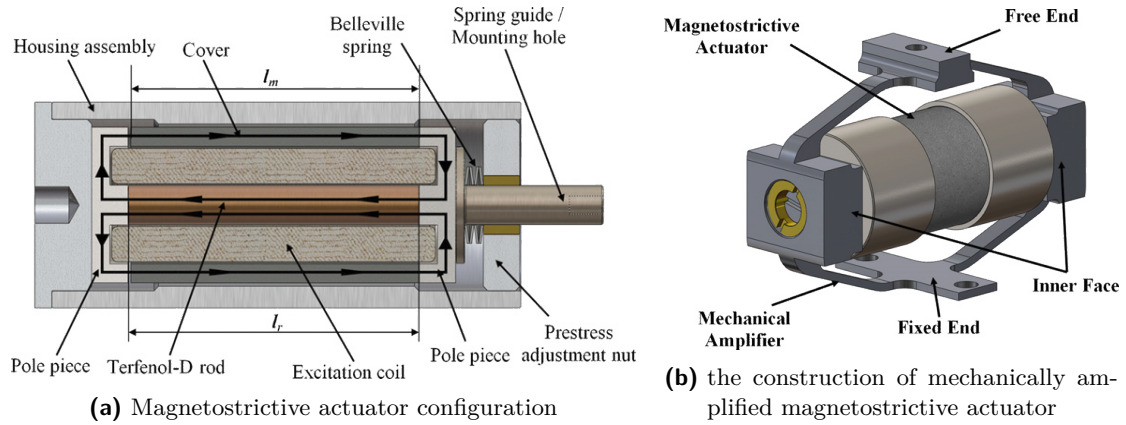 Housing assembly
Cover
Belleville
spring
Spring guide /
Mounting hole
l_m
l_r
Pole piece
Terfenol-D rod
Excitation coil
Pole piece
Prestress
adjustment nut
(a) Magnetostrictive actuator configuration
Magnetostrictive
Actuator
Free End
Inner Face
Mechanical
Amplifier
Fixed End
(b) the construction of mechanically am-
plified magnetostrictive actuator